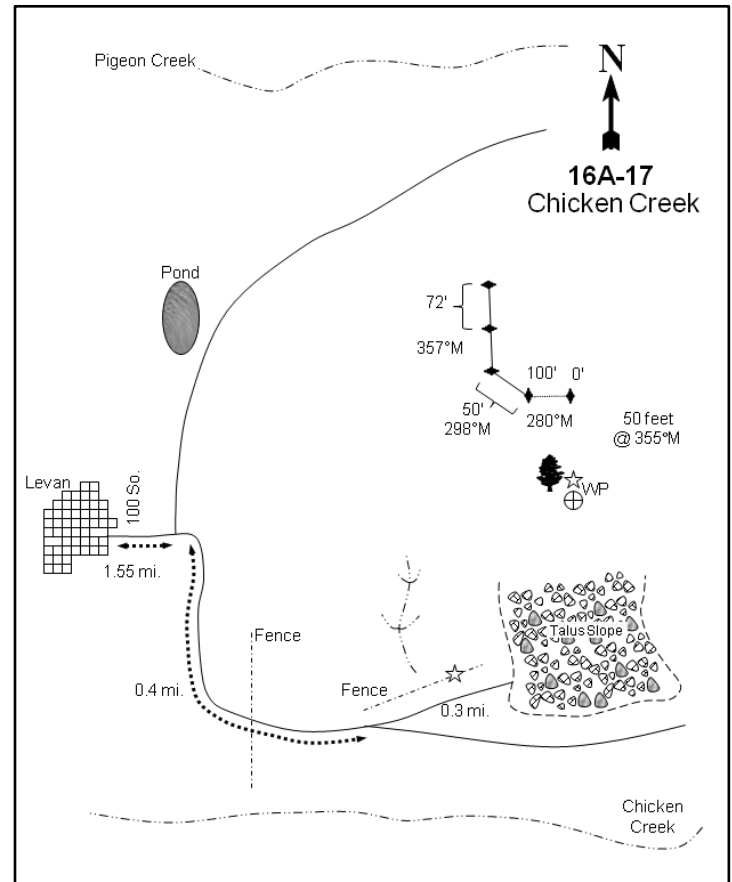 Pigeon Creek
N
16A-17
Chicken Creek
Pond
72'
357°M
100'
0'
50'
298°M
280°M
50 feet
@ 355°M
WP
Levan
100 So.
1.55 mi.
Fence
0.4 mi.
Fence
0.3 mi.
Talus Slope
Chicken
Creek